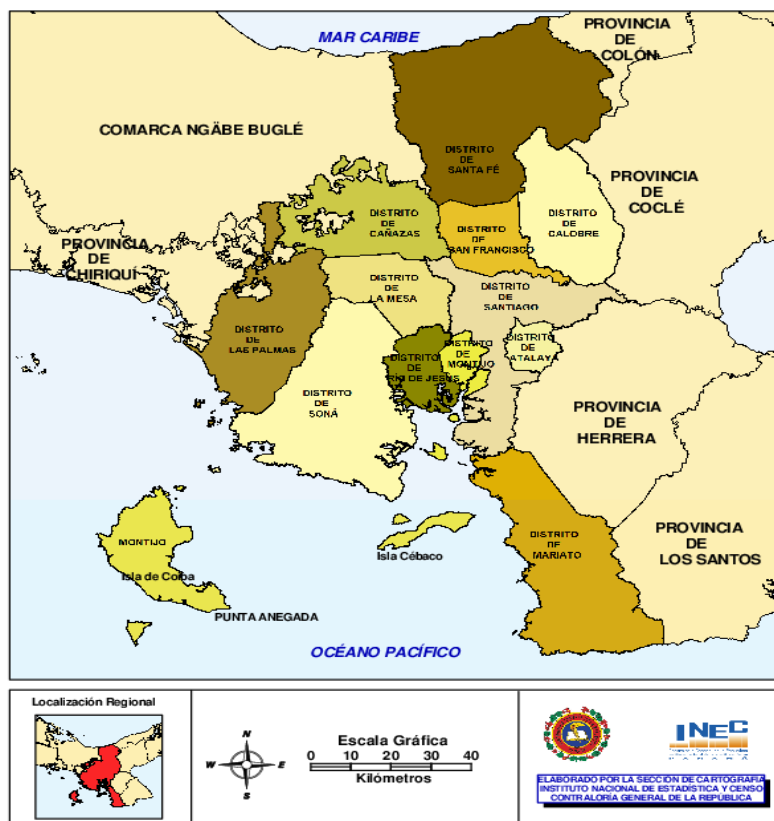 MAR CARIBE
PROVINCIA
DE
COLÓN
COMARCA NGÄBE BUGLÉ
DISTRITO
DE
SANTA FÉ
PROVINCIA
DE
COCLÉ
DISTRITO
DE
CAÑAZAS
DISTRITO
DE
SAN FRANCISCO
DISTRITO
DE
CALOBRE
PROVINCIA
DE
CHIRIQUÍ
DISTRITO
DE
LA MESA
DISTRITO
DE
SANTIAGO
DISTRITO
DE
LAS PALMAS
DISTRITO
DE
RÍO DE JESÚS
DISTRITO
DE
MONTIJO
DISTRITO
DE
ATALAYA
DISTRITO
DE
SONÁ
PROVINCIA
DE
HERRERA
MONTIJO
Isla de Coiba
PUNTA ANEGADA
Isla Cébaco
DISTRITO
DE
MARIATO
PROVINCIA
DE
LOS SANTOS
OCÉANO PACÍFICO
Localización Regional
N
W E
S
Escala Gráfica
0 10 20 30 40
Kilómetros
INEC
ELABORADO POR LA SECCIÓN DE CARTOGRAFÍA
INSTITUTO NACIONAL DE ESTADÍSTICA Y CENSO
CONTRALORÍA GENERAL DE LA REPÚBLICA